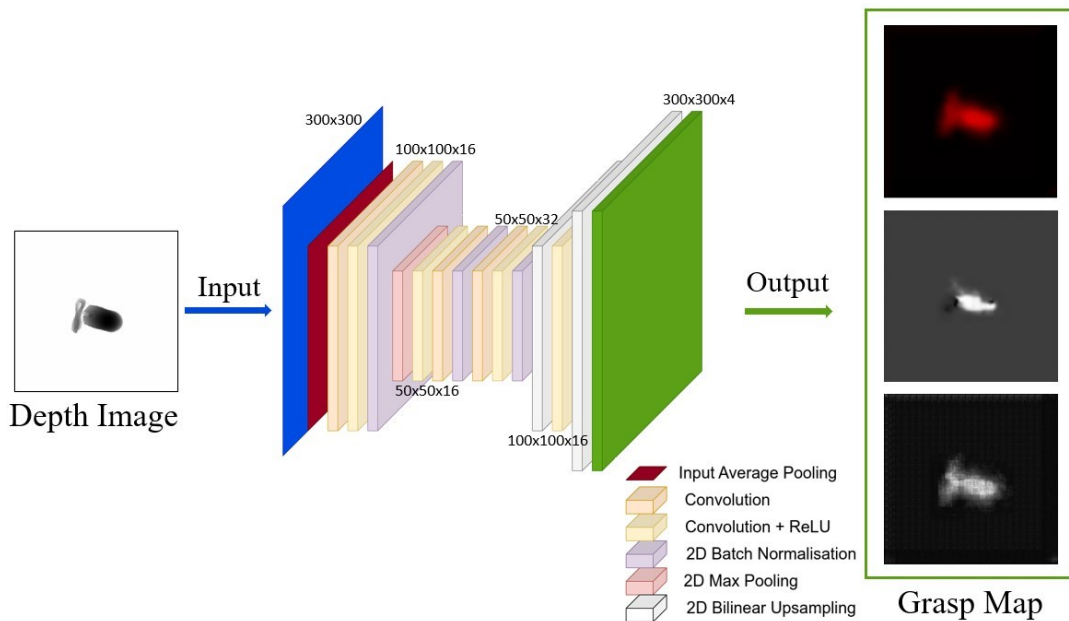 300x300x4
300x300
100x100x16
50x50x32
Input
Output
50x50x16
Depth Image
100x100x16
Input Average Pooling
Convolution
Convolution + ReLU
2D Batch Normalisation
2D Max Pooling
2D Bilinear Upsampling
Grasp Map